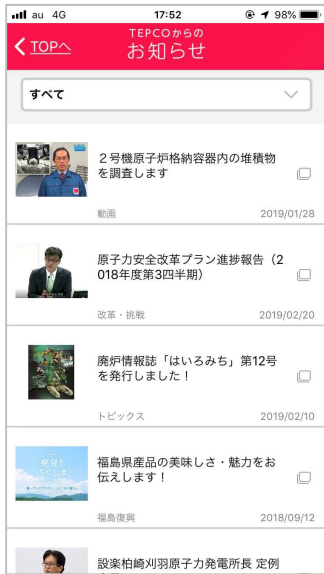 au 4G 17:52 98%
TOPへ
TEPCOからの
お知らせ
すべて
2号機原子炉格納容器内の堆積物
を調査します
動画 2019/01/28
原子力安全改革プラン進捗報告（2
018年度第3四半期）
改革・挑戦 2019/02/20
廃炉情報誌「はいろみち」第12号
を発行しました！
トピックス 2019/02/10
福島県産品の美味しさ・魅力をお
伝えします！
福島復興 2018/09/12
設楽柏崎刈羽原子力発電所長 定例